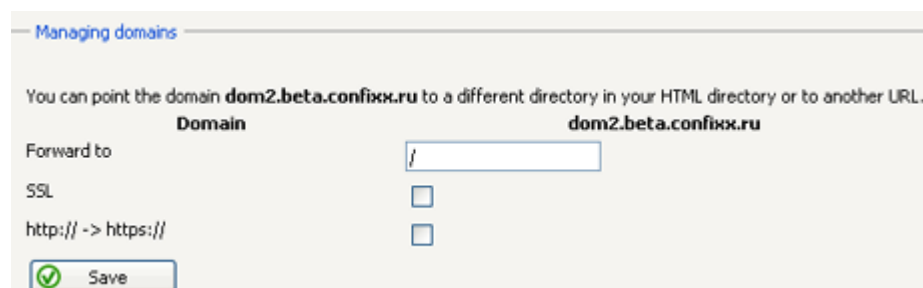 Managing domains
You can point the domain dom2.beta.confixx.ru to a different directory in your HTML directory or to another URL.
Domain dom2.beta.confixx.ru
Forward to /
SSL
http:// -> https://
Save